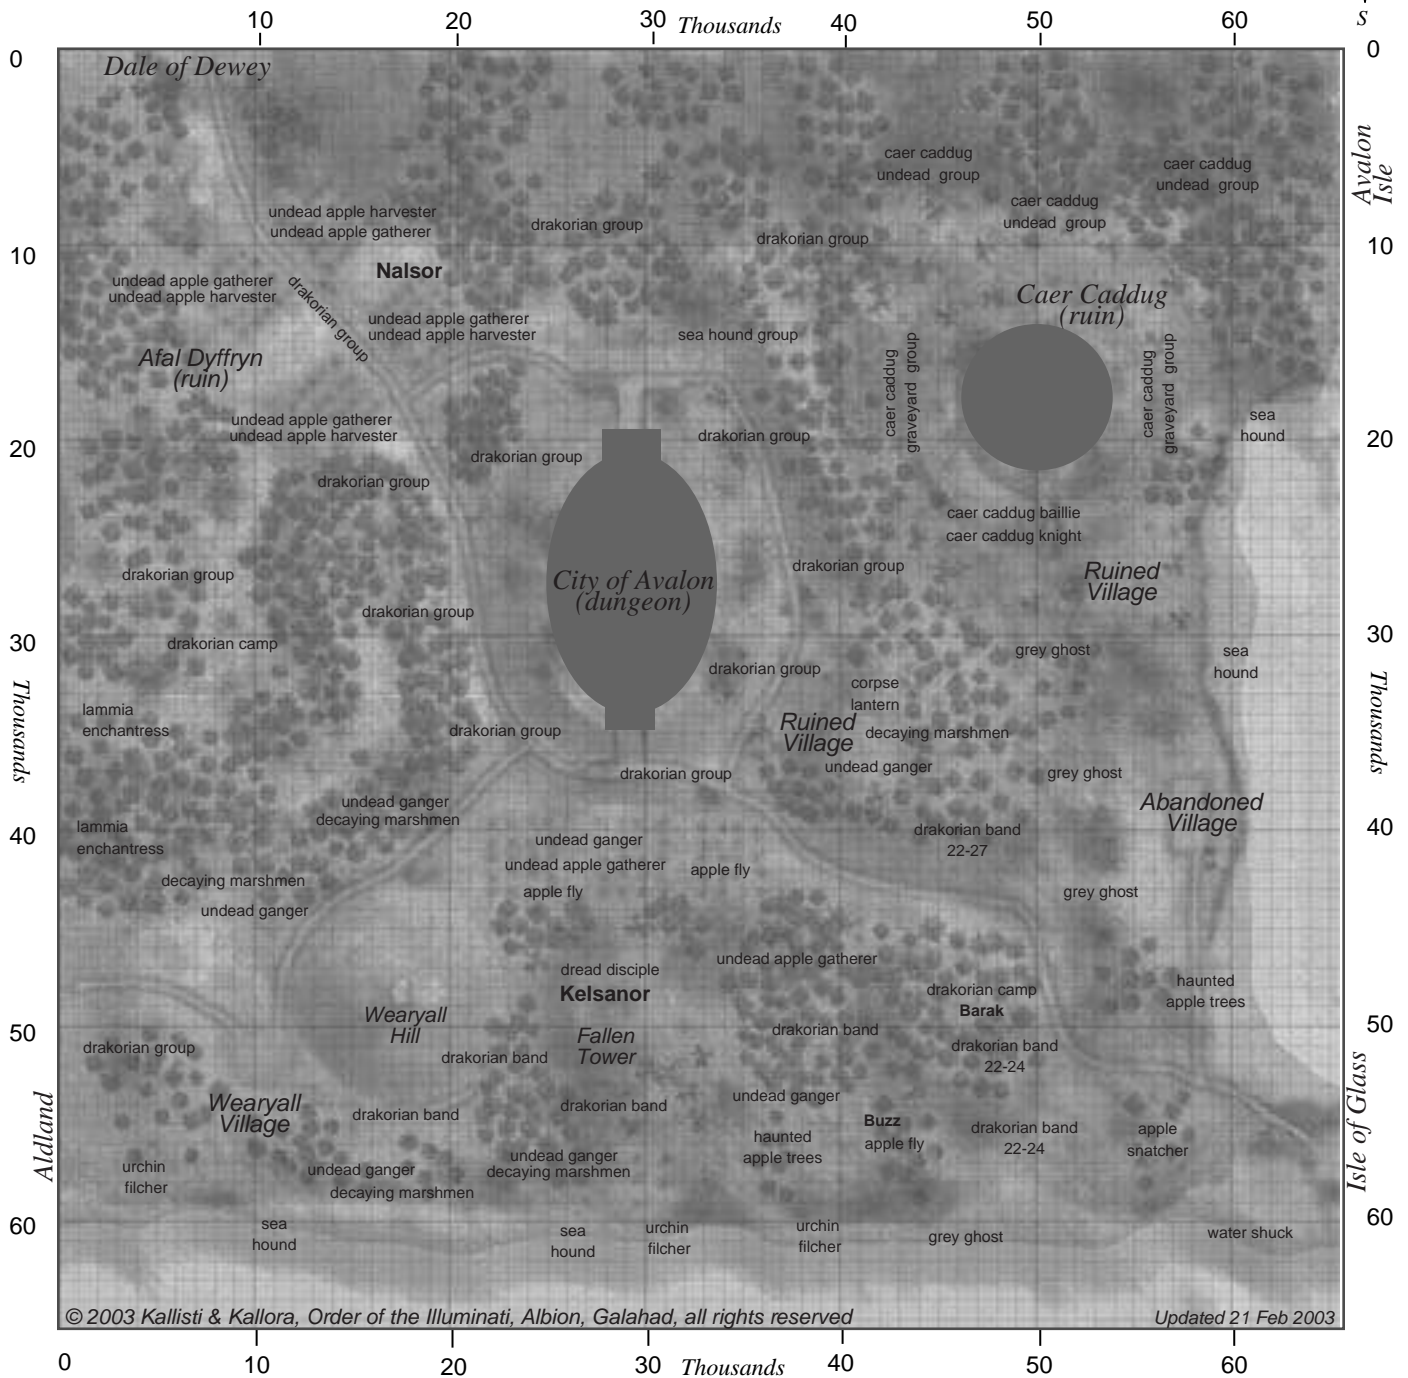 10 20 30 Thousands 40 50 60
S
0
0
Dale of Dewey
Avalon
Isle
caer caddug
undead group
caer caddug
undead group
caer caddug
undead group
undead apple harvester
undead apple gatherer
drakorian group
drakorian group
10
10
Nalsor
undead apple gatherer
undead apple harvester
drakorian group
Caer Caddug
(ruin)
undead apple gatherer
undead apple harvester
sea hound group
Afal Dyffryn
(ruin)
caer caddug
graveyard group
caer caddug
graveyard group
undead apple gatherer
undead apple harvester
sea
hound
drakorian group
20
20
drakorian group
drakorian group
caer caddug baillie
caer caddug knight
drakorian group
drakorian group
Ruined
Village
City of Avalon
(dungeon)
drakorian group
30
30
drakorian camp
grey ghost
sea
hound
drakorian group
corpse
lantern
Thousands
Thousands
lammia
enchantress
drakorian group
Ruined
Village
decaying marshmen
undead ganger
drakorian group
grey ghost
undead ganger
decaying marshmen
Abandoned
Village
40
40
lammia
enchantress
undead ganger
drakorian band
22-27
undead apple gatherer
apple fly
apple fly
decaying marshmen
undead ganger
grey ghost
undead apple gatherer
dread disciple
Kelsanor
drakorian camp
Barak
haunted
apple trees
50
50
Wearyall
Hill
Fallen
Tower
drakorian band
drakorian group
drakorian band
drakorian band
22-24
Aldland
Isle of Glass
Wearyall
Village
drakorian band
drakorian band
undead ganger
Buzz
apple fly
drakorian band
22-24
apple
snatcher
haunted
apple trees
urchin
filcher
undead ganger
decaying marshmen
undead ganger
decaying marshmen
60
60
sea
hound
sea
hound
urchin
filcher
urchin
filcher
grey ghost
water shuck
© 2003 Kallisti & Kallora, Order of the Illuminati, Albion, Galahad, all rights reserved
Updated 21 Feb 2003
0 10 20 30 Thousands 40 50 60